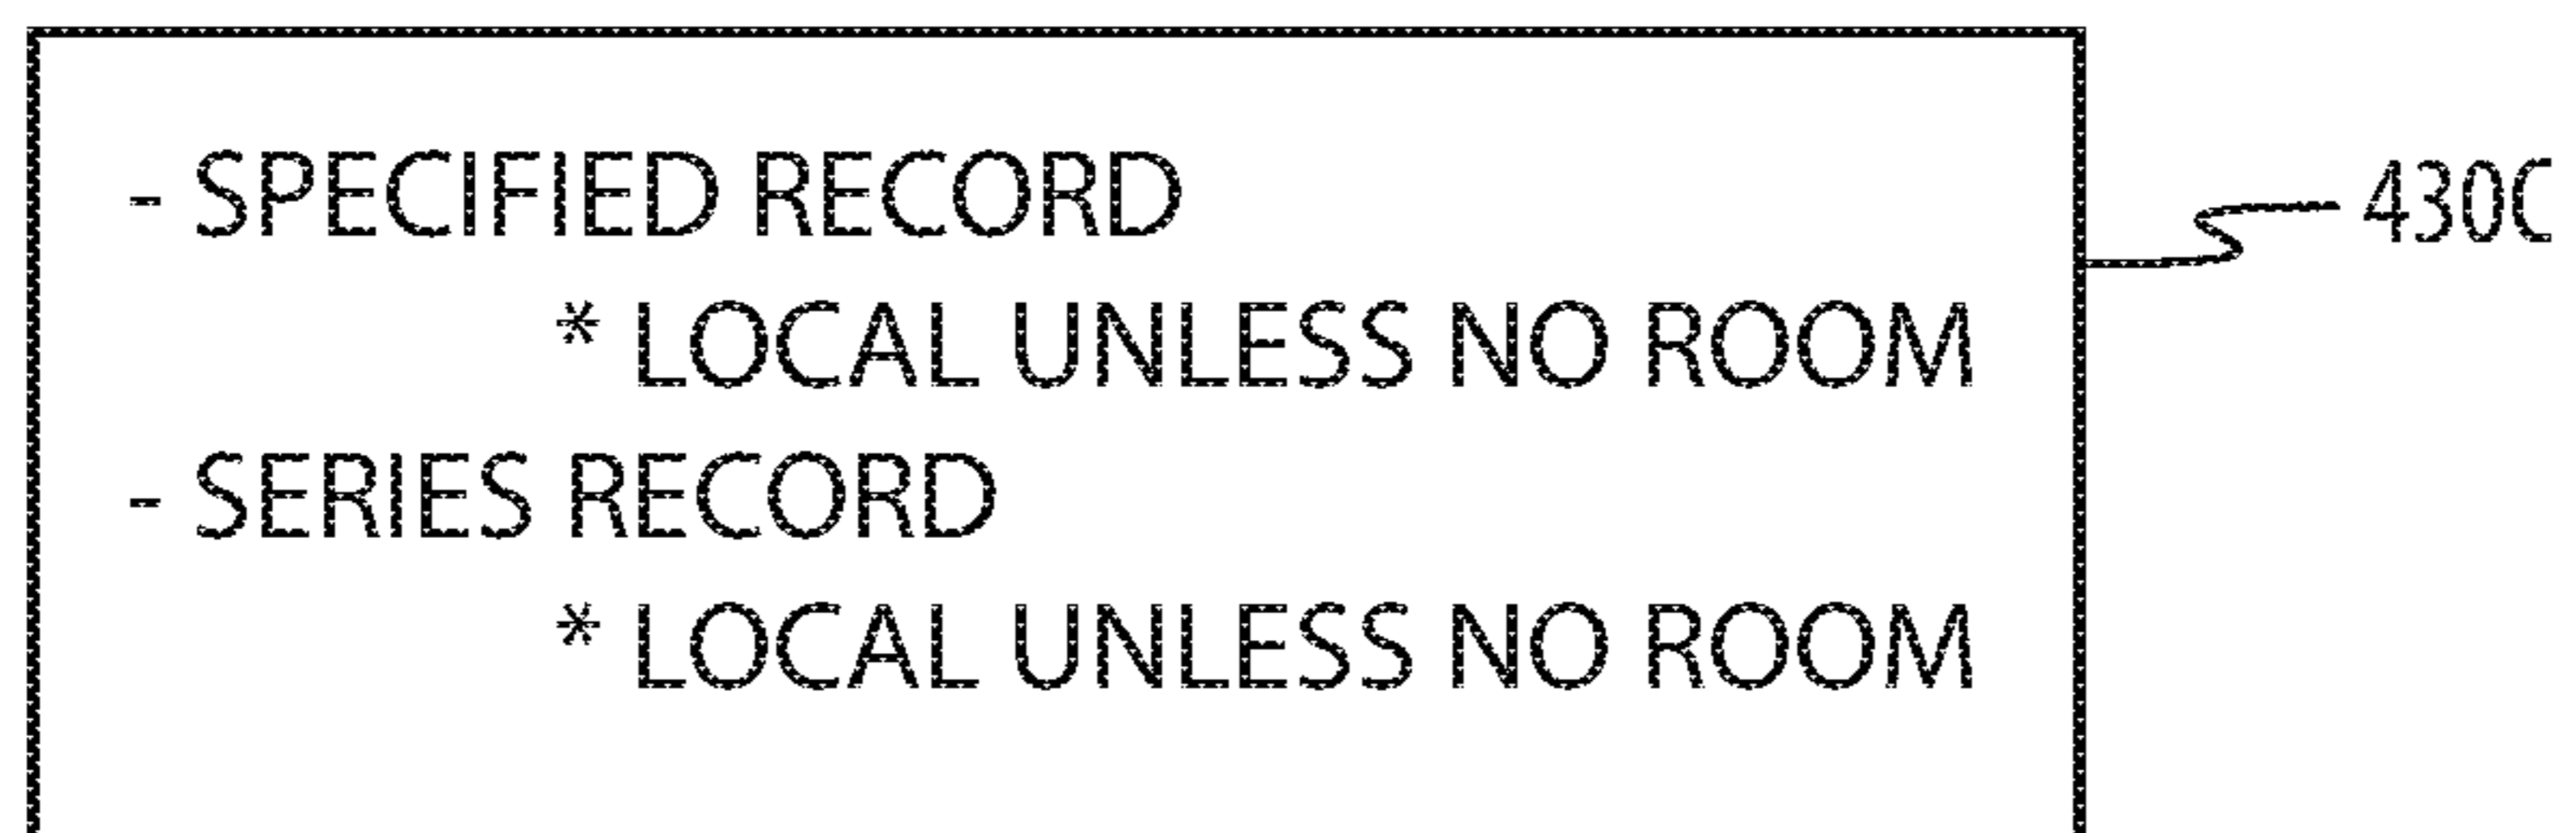 - SPECIFIED RECORD
430C
* LOCAL UNLESS NO ROOM
- SERIES RECORD
* LOCAL UNLESS NO ROOM